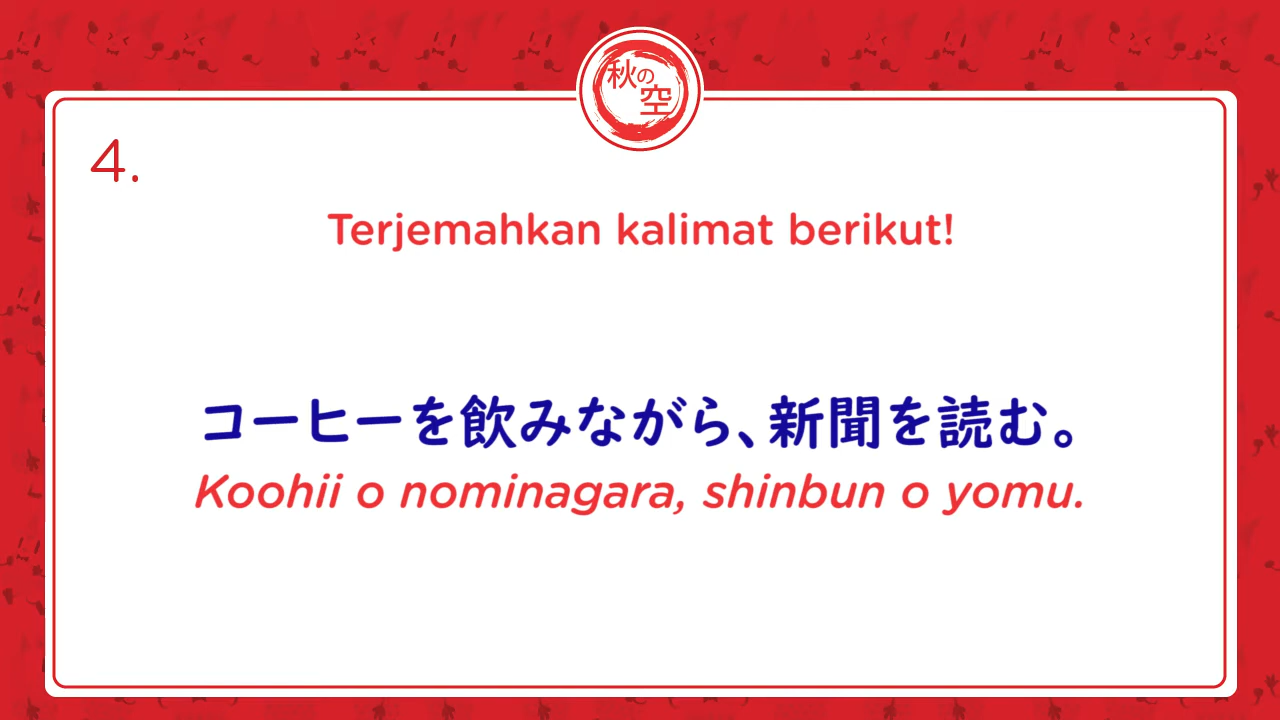 秋の
空
4.
Terjemahkan kalimat berikut!
コーヒーを飲みながら、新聞を読む。
Koohii o nominagara, shinbun o yomu.